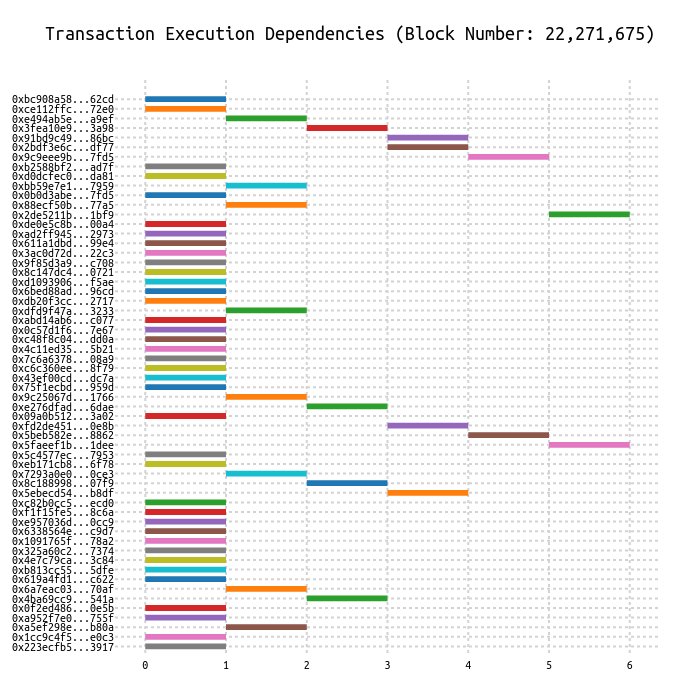 Transaction Execution Dependencies (Block Number: 22,271,675)
0xbc908a58...62cd
0xce112ffc...72e0
0xe494ab5e...a9ef
0x3fea10e9...3a98
0x91bd9c49...86bc
0x2bdf3e6c...df77
0x9c9eee9b...7fd5
0xb2588bf2...ad7f
0xd0dcfec0...da81
0xbb59e7e1...7959
0x0b0d3abe...7fd5
0x88ecf50b...77a5
0x2de5211b...1bf9
0xde0e5c8b...00a4
0xad2ff945...2973
0x611a1dbd...99e4
0x3ac0d72d...22c3
0x9f85d3a9...c708
0x8c147dc4...0721
0xd1093906...f5ae
0x6bed88ad...96cd
0xdb20f3cc...2717
0xdfd9f47a...3233
0xabd14ab6...c077
0x0c57d1f6...7e67
0xc48f8c04...dd0a
0x4c11ed35...5b21
0x7c6a6378...08a9
0xc6c360ee...8f79
0x43ef00cd...dc7a
0x75f1ecbd...959d
0x9c25067d...1766
0xe276dfad...6dae
0x09a0b512...3a02
0xfd2de451...0e8b
0x5beb582e...8862
0x5faeef1b...1dee
0x5c4577ec...7953
0xeb171cb8...6f78
0x7293a0e0...0ce3
0x8c188998...07f9
0x5ebecd54...b8df
0xc82b0cc5...ecd0
0xf1f15fe5...8c6a
0xe957036d...0cc9
0x6338564e...c9d7
0x1091765f...78a2
0x325a60c2...7374
0x4e7c79ca...3c84
0xb813cc55...5dfe
0x619a4fd1...c622
0x6a7eac03...70af
0x4ba69cc9...541a
0x0f2ed486...0e5b
0xa952f7e0...755f
0xa5ef298e...b80a
0x1cc9c4f5...e0c3
0x223ecfb5...3917
0 1 2 3 4 5 6